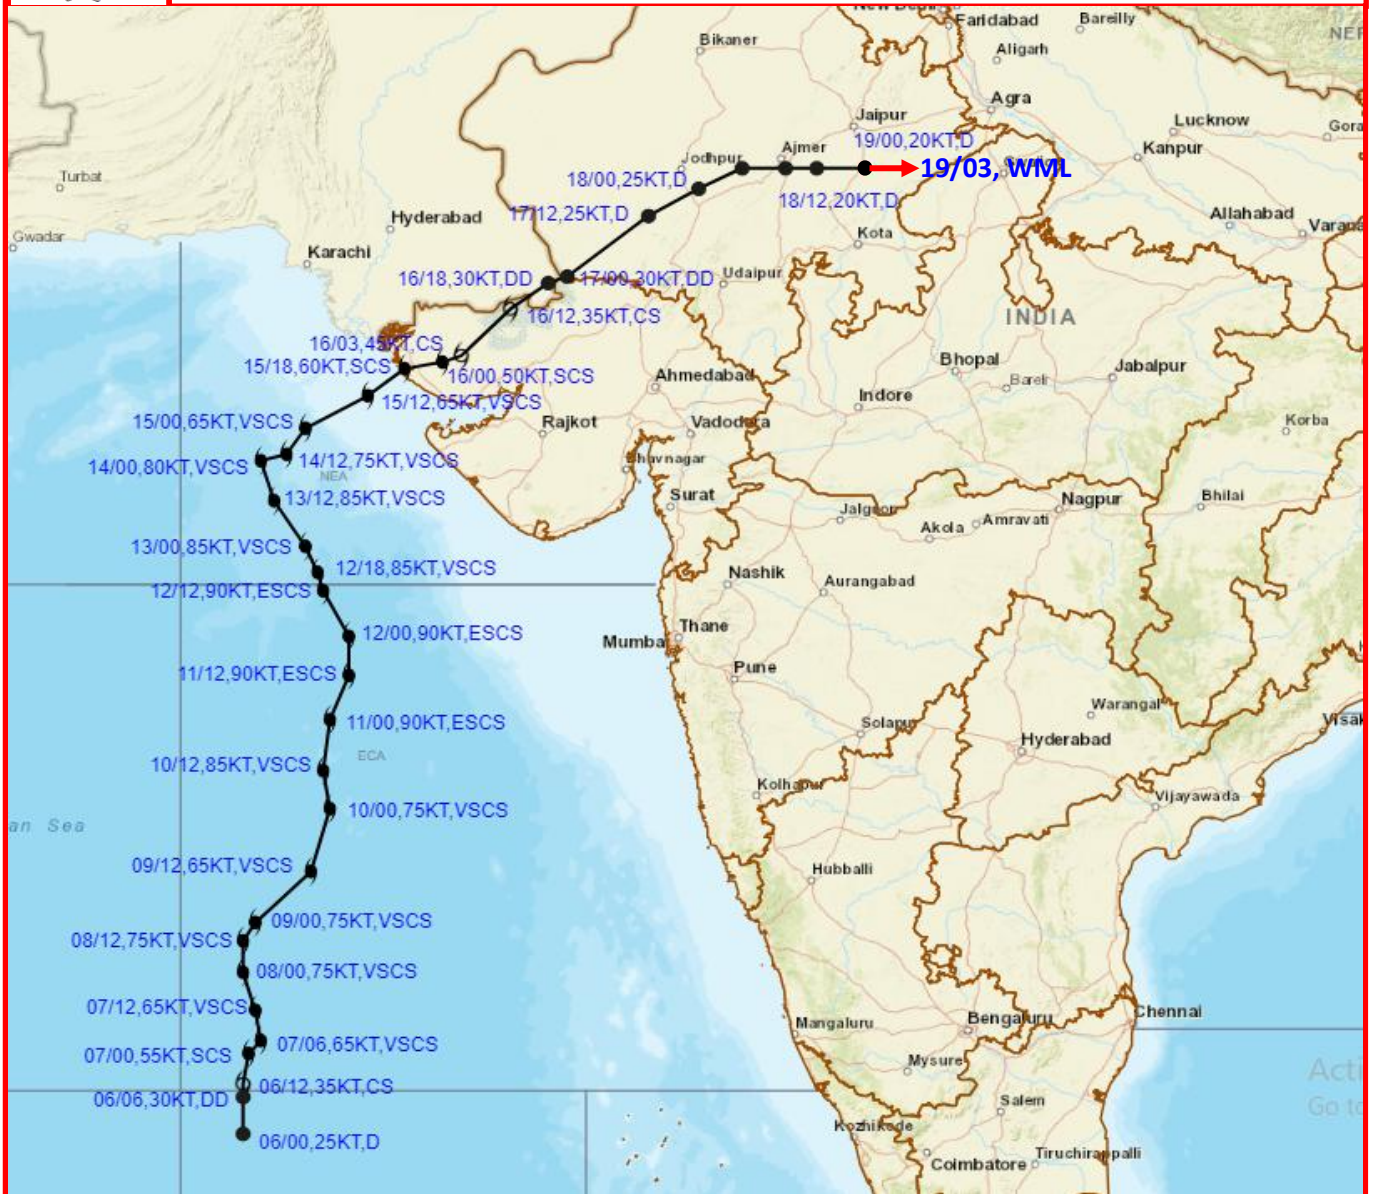 New Delhi
Faridabad
Bareilly
NEP
Bikaner
Aligarh
Agra
Jaipur
Lucknow
Gora
19/00,20KT,D
Ajmer
Kanpur
Jodhpur
19/03, WML
Turbat
18/00,25KT,D
18/12,20KT,D
17/12,25KT,D
Hyderabad
Allahabad
Varana
Gwadar
Kota
Karachi
16/18,30KT,DD
17/00,30KT,DD
Udaipur
16/12,35KT,CS
INDIA
16/03,45KT,CS
15/18,60KT,SCS
16/00,50KT,SCS
Ahmedabad
Bhopal
Jabalpur
Bareli
15/12,65KT,VSCS
Indore
15/00,65KT,VSCS
Rajkot
Vadodara
Korba
14/00,80KT,VSCS
14/12,75KT,VSCS
Bhavnagar
NEA
13/12,85KT,VSCS
Surat
Nagpur
Bhilai
Jalgaon
Akola
Amravati
13/00,85KT,VSCS
12/18,85KT,VSCS
Nashik
12/12,90KT,ESCS
Aurangabad
12/00,90KT,ESCS
Thane
Mumba
11/12,90KT,ESCS
Pune
11/00,90KT,ESCS
Solapur
Warangal
Visak
Hyderabad
ECA
10/12,85KT,VSCS
Kolhapur
10/00,75KT,VSCS
Vijayawada
an Sea
09/12,65KT,VSCS
Hubballi
09/00,75KT,VSCS
08/12,75KT,VSCS
08/00,75KT,VSCS
07/12,65KT,VSCS
Mangaluru
Bengaluru
Chennai
07/06,65KT,VSCS
07/00,55KT,SCS
Mysure
Acti
06/12,35KT,CS
06/06,30KT,DD
Salem
Go to
Kozhikode
06/00,25KT,D
Coimbatore
Tiruchirappalli